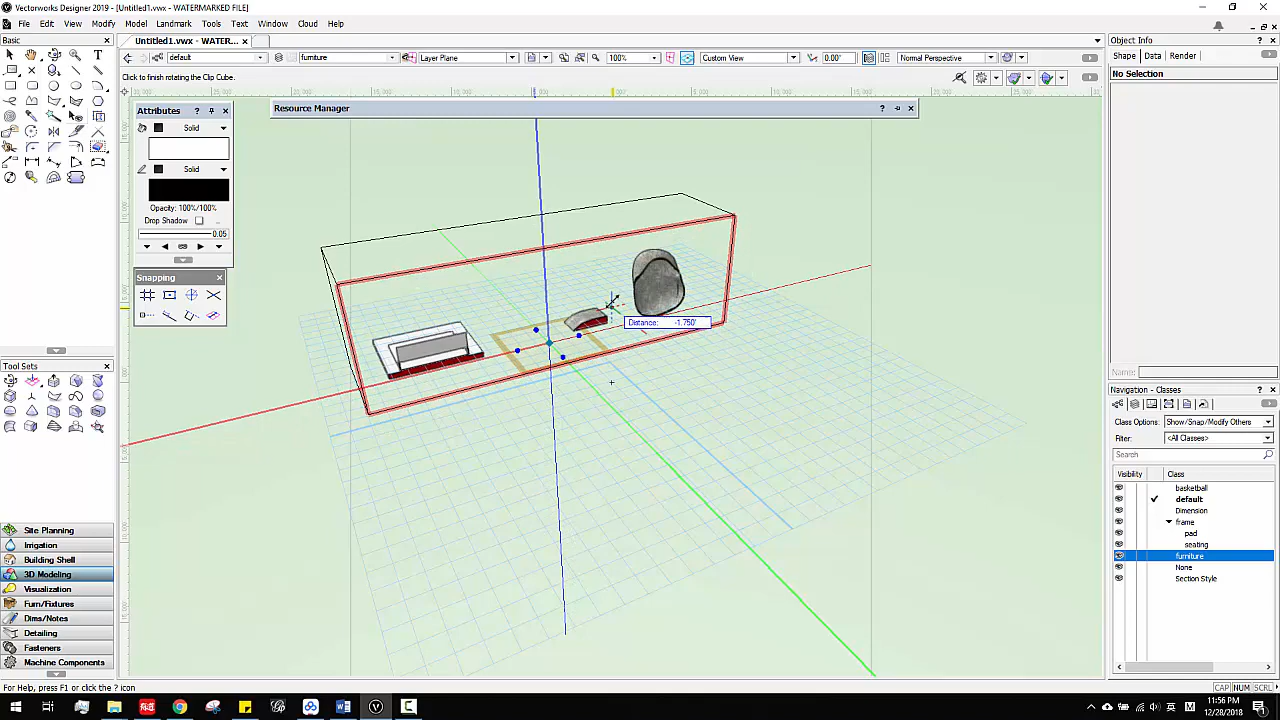 Vectorworks Designer 2019 - Untitled1.vwx - WATERMARKED FILE]
File Edit View Modify Model Landmark Tools Text Window Cloud Help
Basic ? ×
Untitled1.vwx - WATER... ×
default furniture Layer Plane 100% Custom View 0.00° Normal Perspective
Click to finish rotating the Clip Cube.
Attributes ? ×
Solid
Solid
Opacity: 100%/100%
Drop Shadow
0.05
Snapping ×
Resource Manager ? ×
Distance: -1.750'
Tool Sets
Site Planning
Irrigation
Building Shell
3D Modeling
Visualization
Furn/Fixtures
Dims/Notes
Detailing
Fasteners
Machine Components
Object Info ? ×
Shape Data Render
No Selection
Name:
Navigation - Classes ? ×
Class Options: Show/Snap/Modify Others
Filter: <All Classes>
Search
Visibility Class
basketball
default
Dimension
frame
pad
seating
furniture
None
Section Style
For Help, press F1 or click the ? icon
CAP NUM SCRL
英 M 11:56 PM
12/28/2018